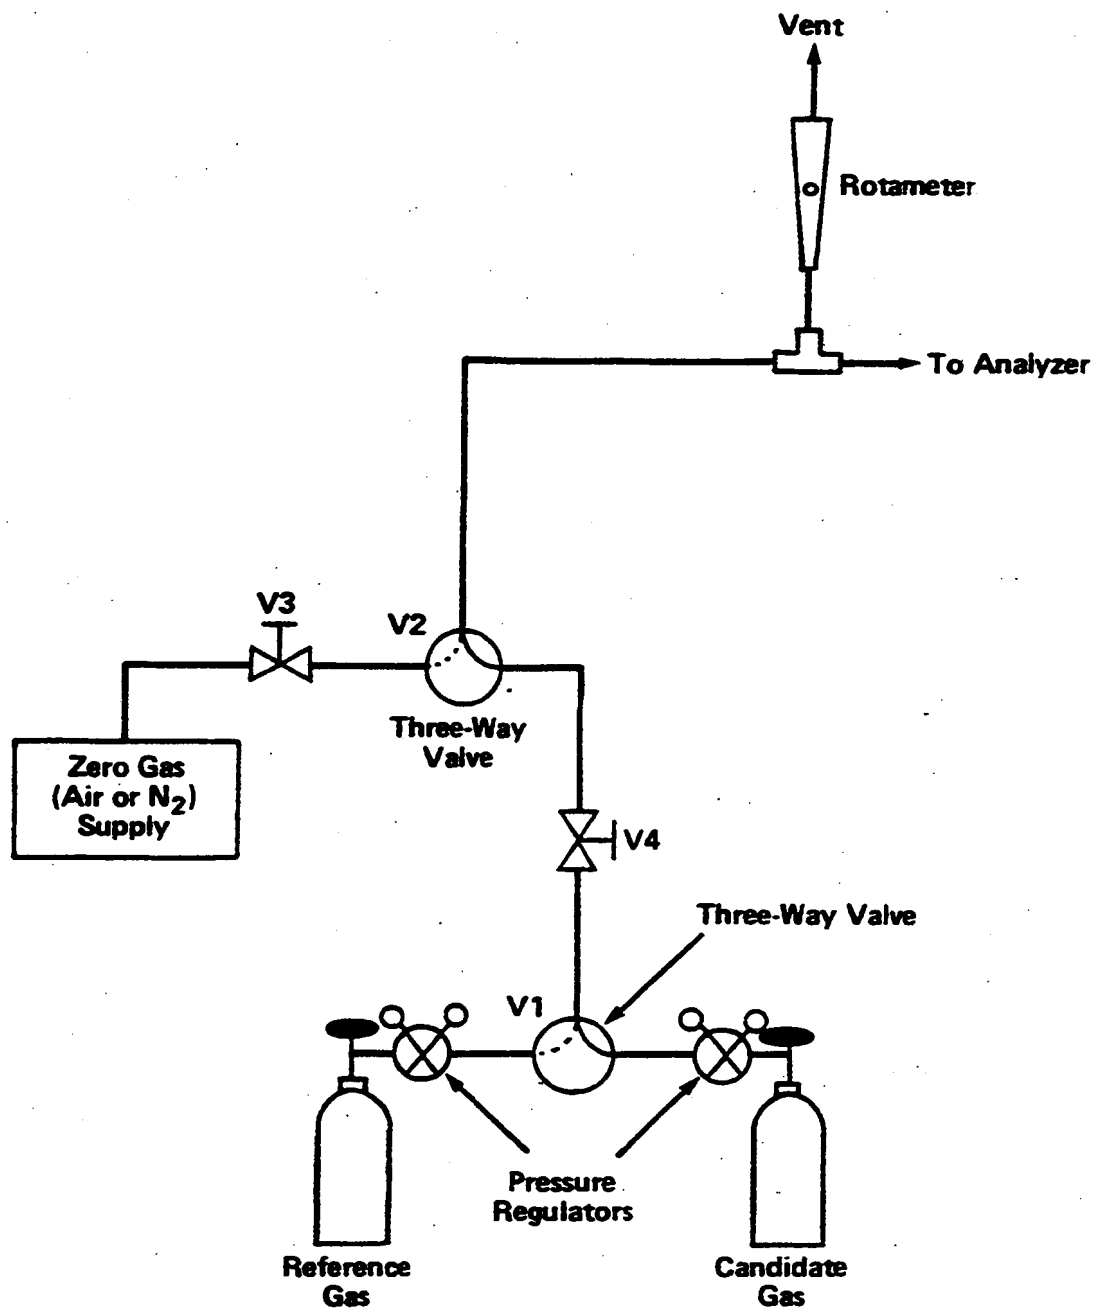 Vent
Rotameter
To Analyzer
V3
V2
Three-Way
Valve
Zero Gas
(Air or N₂)
Supply
V4
Three-Way Valve
V1
Pressure
Regulators
Reference
Gas
Candidate
Gas